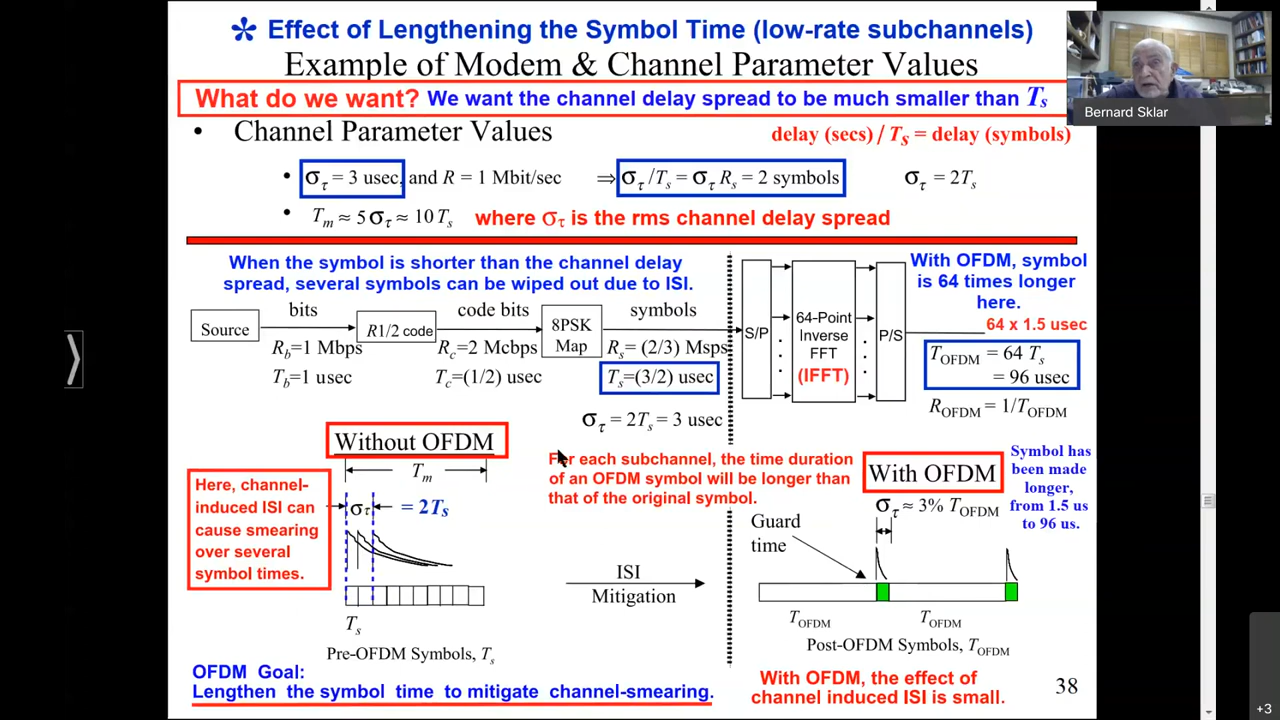 * Effect of Lengthening the Symbol Time (low-rate subchannels)
Example of Modem & Channel Parameter Values
What do we want? We want the channel delay spread to be much smaller than Ts
• Channel Parameter Values
delay (secs) / Ts = delay (symbols)
• στ = 3 usec, and R = 1 Mbit/sec ⇒ στ /Ts = στ Rs = 2 symbols
στ = 2Ts
• Tm ≈ 5 στ ≈ 10 Ts where στ is the rms channel delay spread
When the symbol is shorter than the channel delay
spread, several symbols can be wiped out due to ISI.
bits
code bits
symbols
Source
R1/2 code
8PSK
Map
Rb=1 Mbps
Rc=2 Mcbps
Rs= (2/3) Msps
Tb=1 usec
Tc=(1/2) usec
Ts=(3/2) usec
στ = 2Ts = 3 usec
S/P
64-Point
Inverse
FFT
(IFFT)
P/S
With OFDM, symbol
is 64 times longer
here.
64 x 1.5 usec
TOFDM = 64 Ts
= 96 usec
ROFDM = 1/TOFDM
Without OFDM
Tm
Here, channel-
induced ISI can
cause smearing
over several
symbol times.
στ = 2Ts
Ts
Pre-OFDM Symbols, Ts
For each subchannel, the time duration
of an OFDM symbol will be longer than
that of the original symbol.
ISI
Mitigation
With OFDM
Symbol has
been made
longer,
from 1.5 us
to 96 us.
στ ≈ 3% TOFDM
Guard
time
TOFDM
TOFDM
Post-OFDM Symbols, TOFDM
OFDM Goal:
Lengthen the symbol time to mitigate channel-smearing.
With OFDM, the effect of
channel induced ISI is small.
38
Bernard Sklar
+3